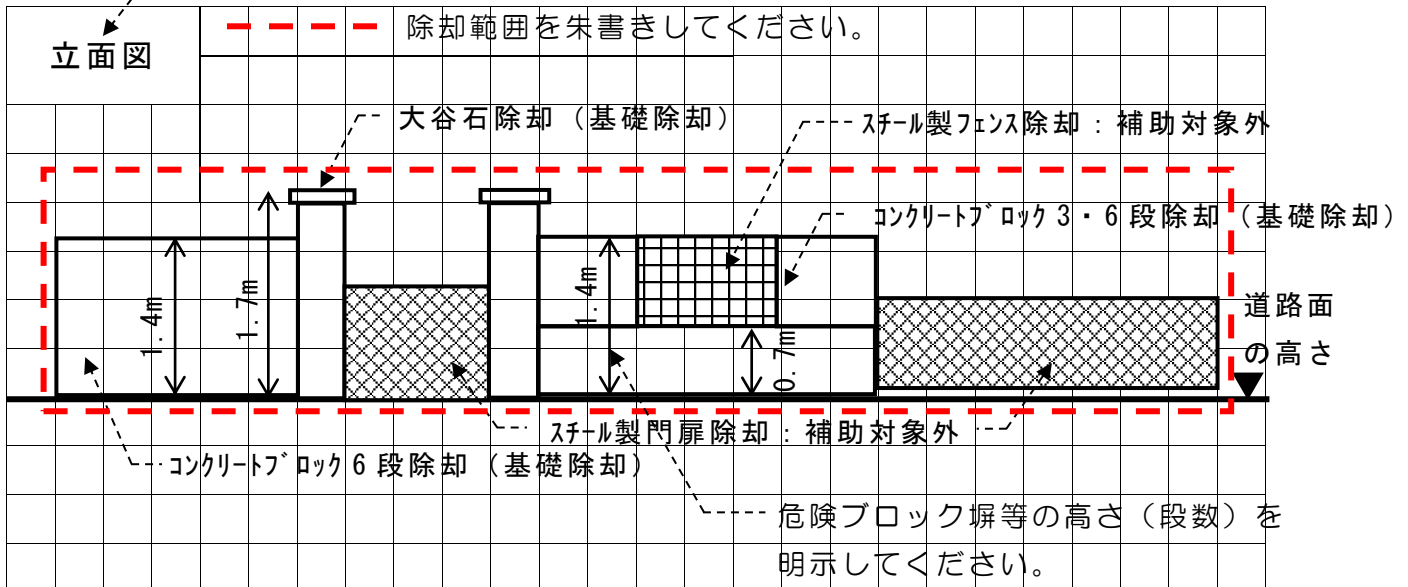 立面図
除却範囲を朱書きしてください。
大谷石除却（基礎除却）
ｽﾁｰﾙ製ﾌｪﾝｽ除却：補助対象外
ｺﾝｸﾘｰﾄﾌﾞﾛｯｸ3・6段除却（基礎除却）
1.4m
1.7m
1.4m
0.7m
道路面
の高さ
ｽﾁｰﾙ製門扉除却：補助対象外
ｺﾝｸﾘｰﾄﾌﾞﾛｯｸ6段除却（基礎除却）
危険ブロック塀等の高さ（段数）を
明示してください。